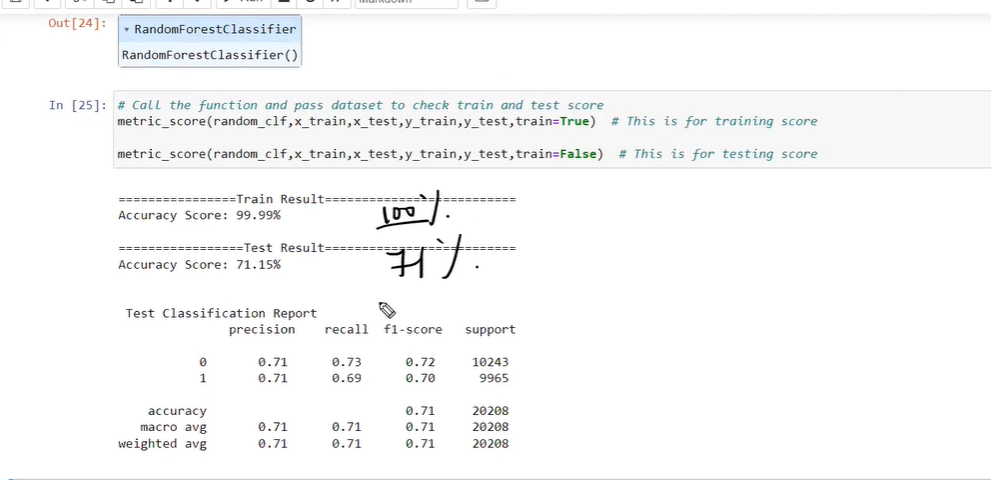 Markdown
Out[24]:
RandomForestClassifier
RandomForestClassifier()
In [25]:
# Call the function and pass dataset to check train and test score
metric_score(random_clf,x_train,x_test,y_train,y_test,train=True) # This is for training score
metric_score(random_clf,x_train,x_test,y_train,y_test,train=False) # This is for testing score
================Train Result===========================
Accuracy Score: 99.99%
100%.
================Test Result===========================
Accuracy Score: 71.15%
71%.
Test Classification Report
precision recall f1-score support
0 0.71 0.73 0.72 10243
1 0.71 0.69 0.70 9965
accuracy 0.71 20208
macro avg 0.71 0.71 0.71 20208
weighted avg 0.71 0.71 0.71 20208